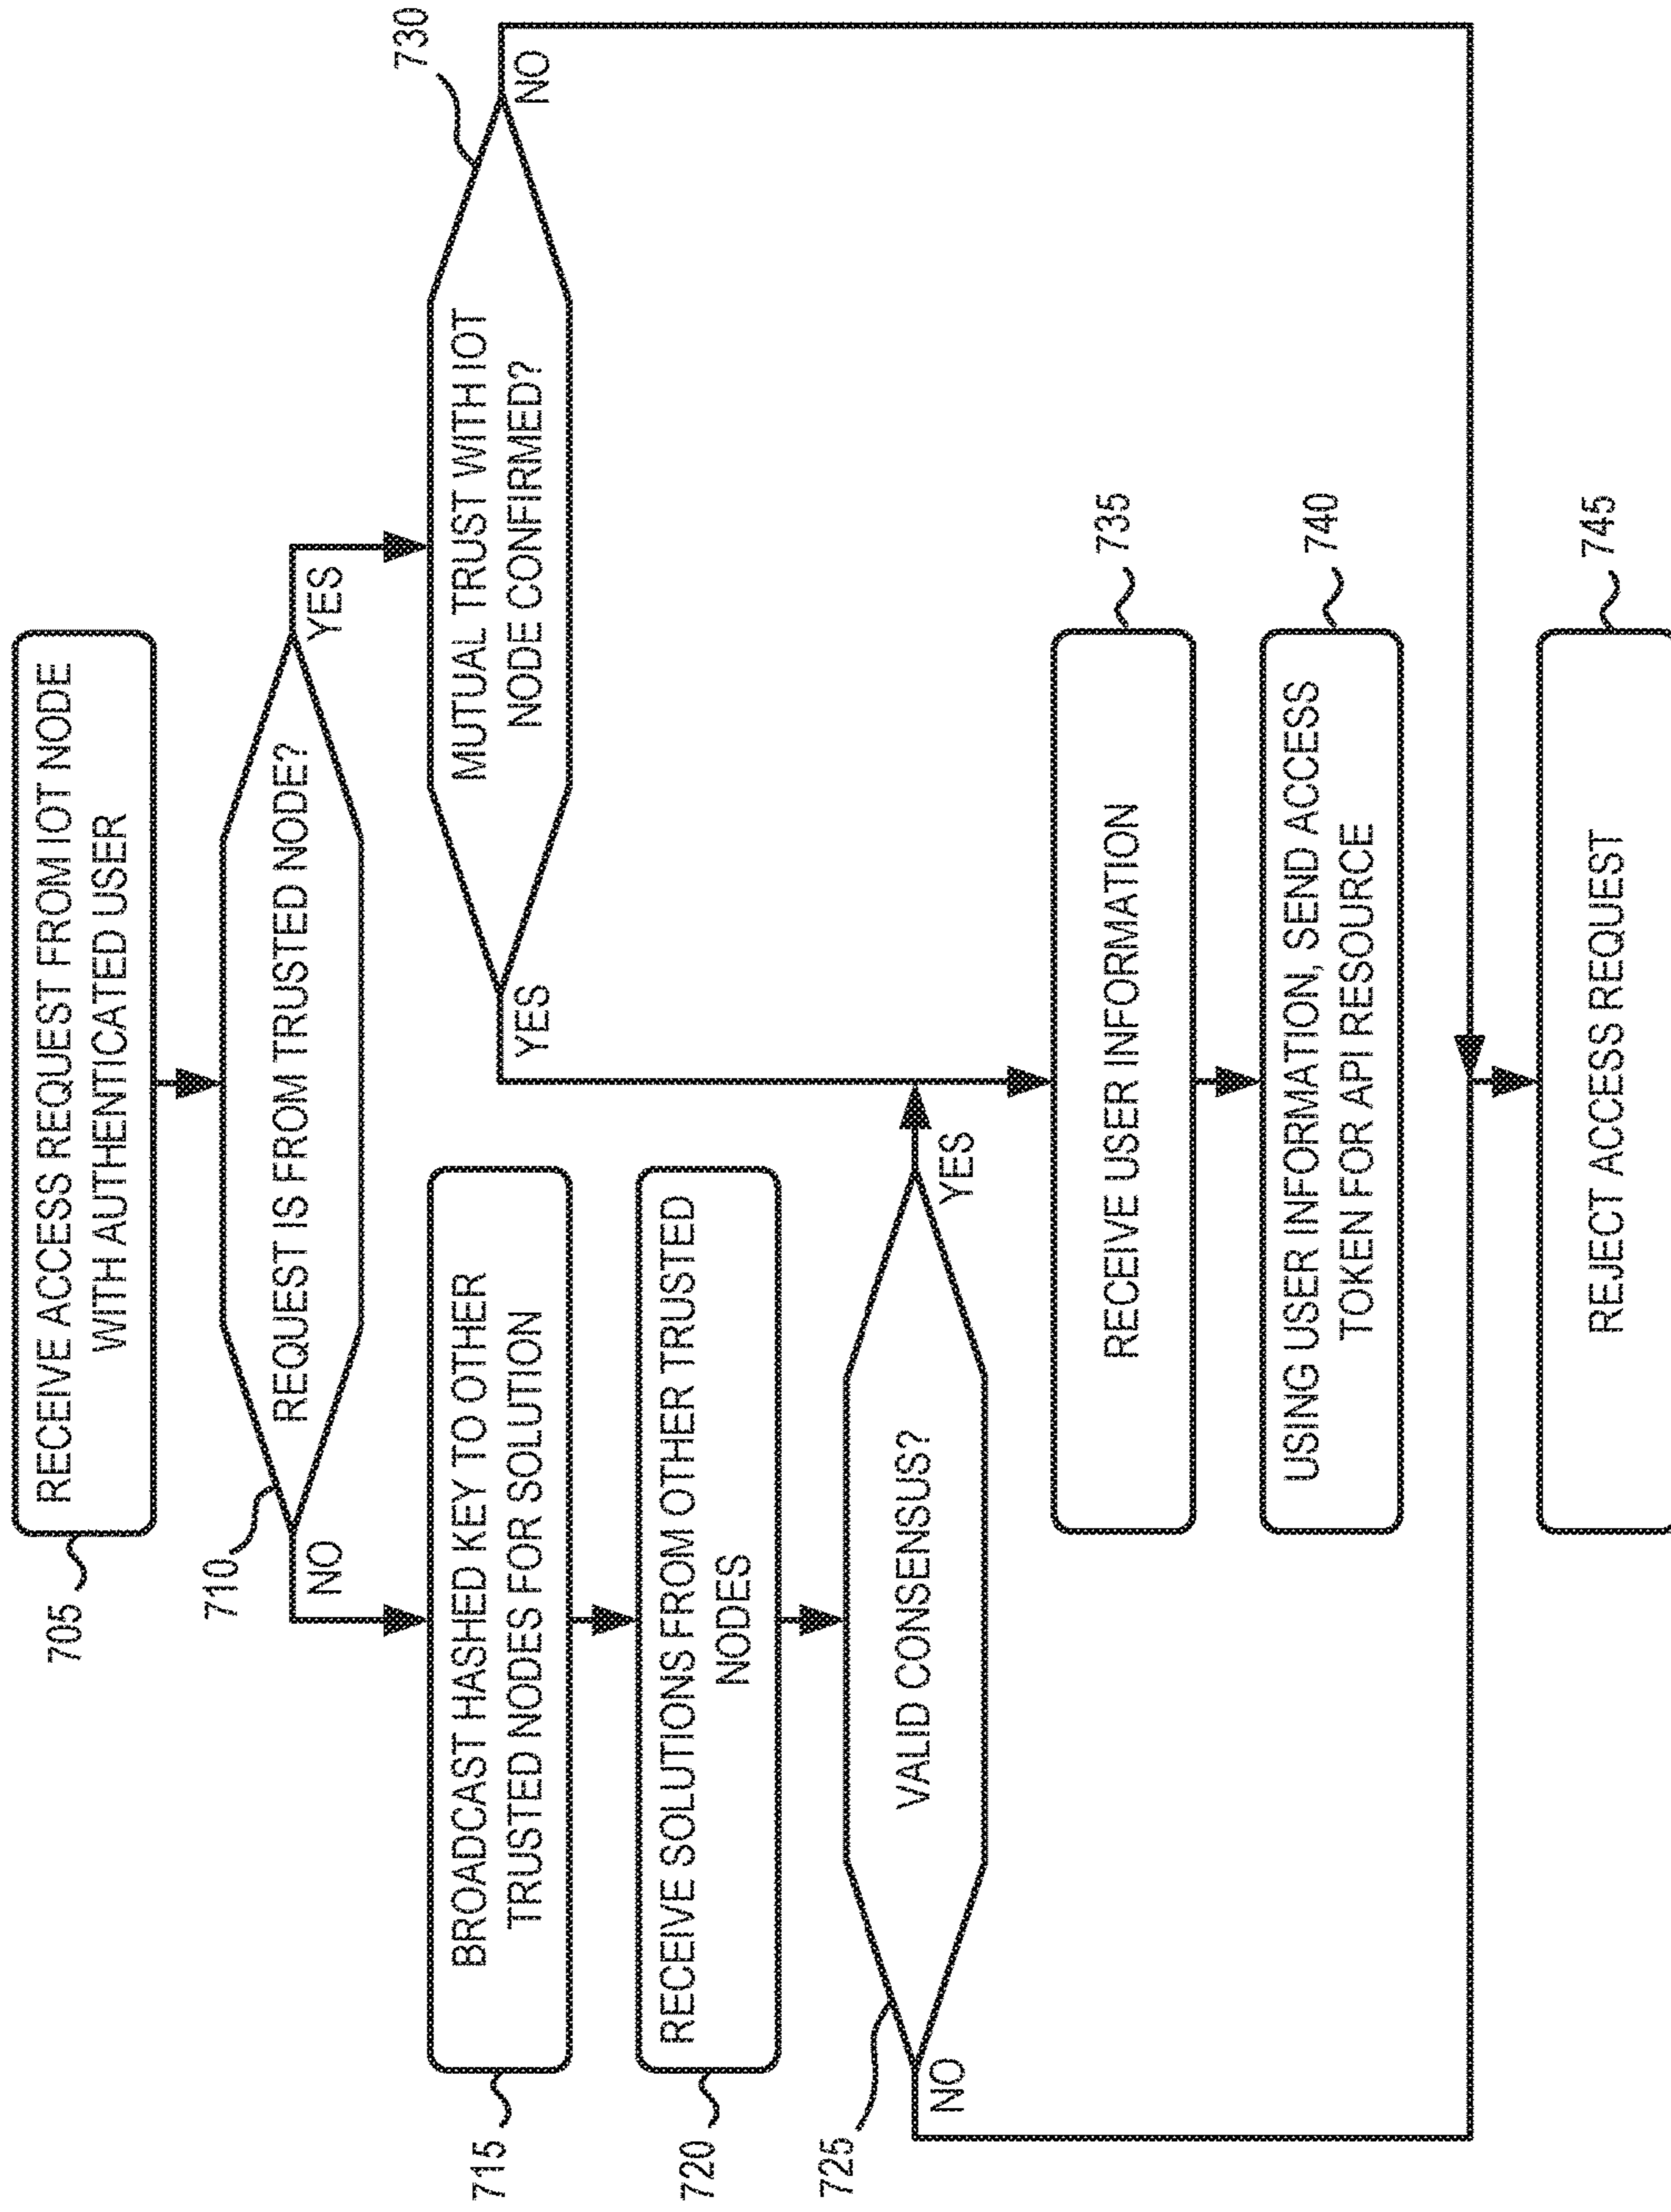 705
RECEIVE ACCESS REQUEST FROM IOT NODE
WITH AUTHENTICATED USER
710
REQUEST IS FROM TRUSTED NODE?
NO
YES
715
BROADCAST HASHED KEY TO OTHER
TRUSTED NODES FOR SOLUTION
730
MUTUAL TRUST WITH IOT
NODE CONFIRMED?
YES
NO
720
RECEIVE SOLUTIONS FROM OTHER TRUSTED
NODES
725
VALID CONSENSUS?
NO
YES
RECEIVE USER INFORMATION
735
USING USER INFORMATION, SEND ACCESS
TOKEN FOR API RESOURCE
740
REJECT ACCESS REQUEST
745